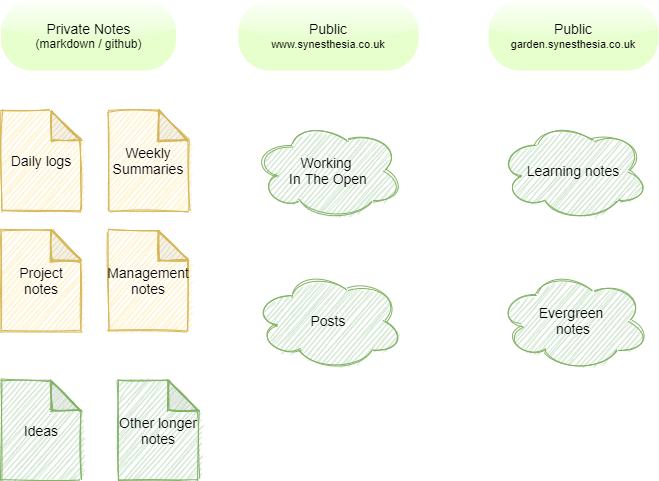 Private Notes
(markdown / github)
Public
www.synesthesia.co.uk
Public
garden.synesthesia.co.uk
Daily logs
Weekly
Summaries
Working
In The Open
Learning notes
Project
notes
Management
notes
Posts
Evergreen
notes
Ideas
Other longer
notes